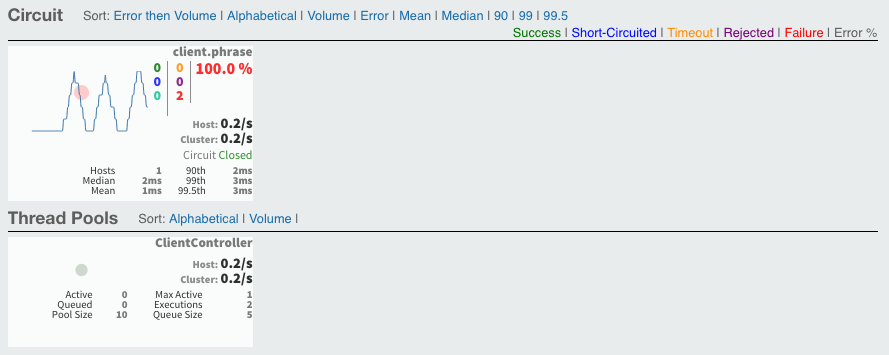 Circuit Sort: Error then Volume | Alphabetical | Volume | Error | Mean | Median | 90 | 99 | 99.5
Success | Short-Circuited | Timeout | Rejected | Failure | Error %
client.phrase
0 0 100.0 %
0 0
0 2
Host: 0.2/s
Cluster: 0.2/s
Circuit Closed
Hosts 1 90th 2ms
Median 2ms 99th 3ms
Mean 1ms 99.5th 3ms
Thread Pools Sort: Alphabetical | Volume |
ClientController
Host: 0.2/s
Cluster: 0.2/s
Active 0 Max Active 1
Queued 0 Executions 2
Pool Size 10 Queue Size 5